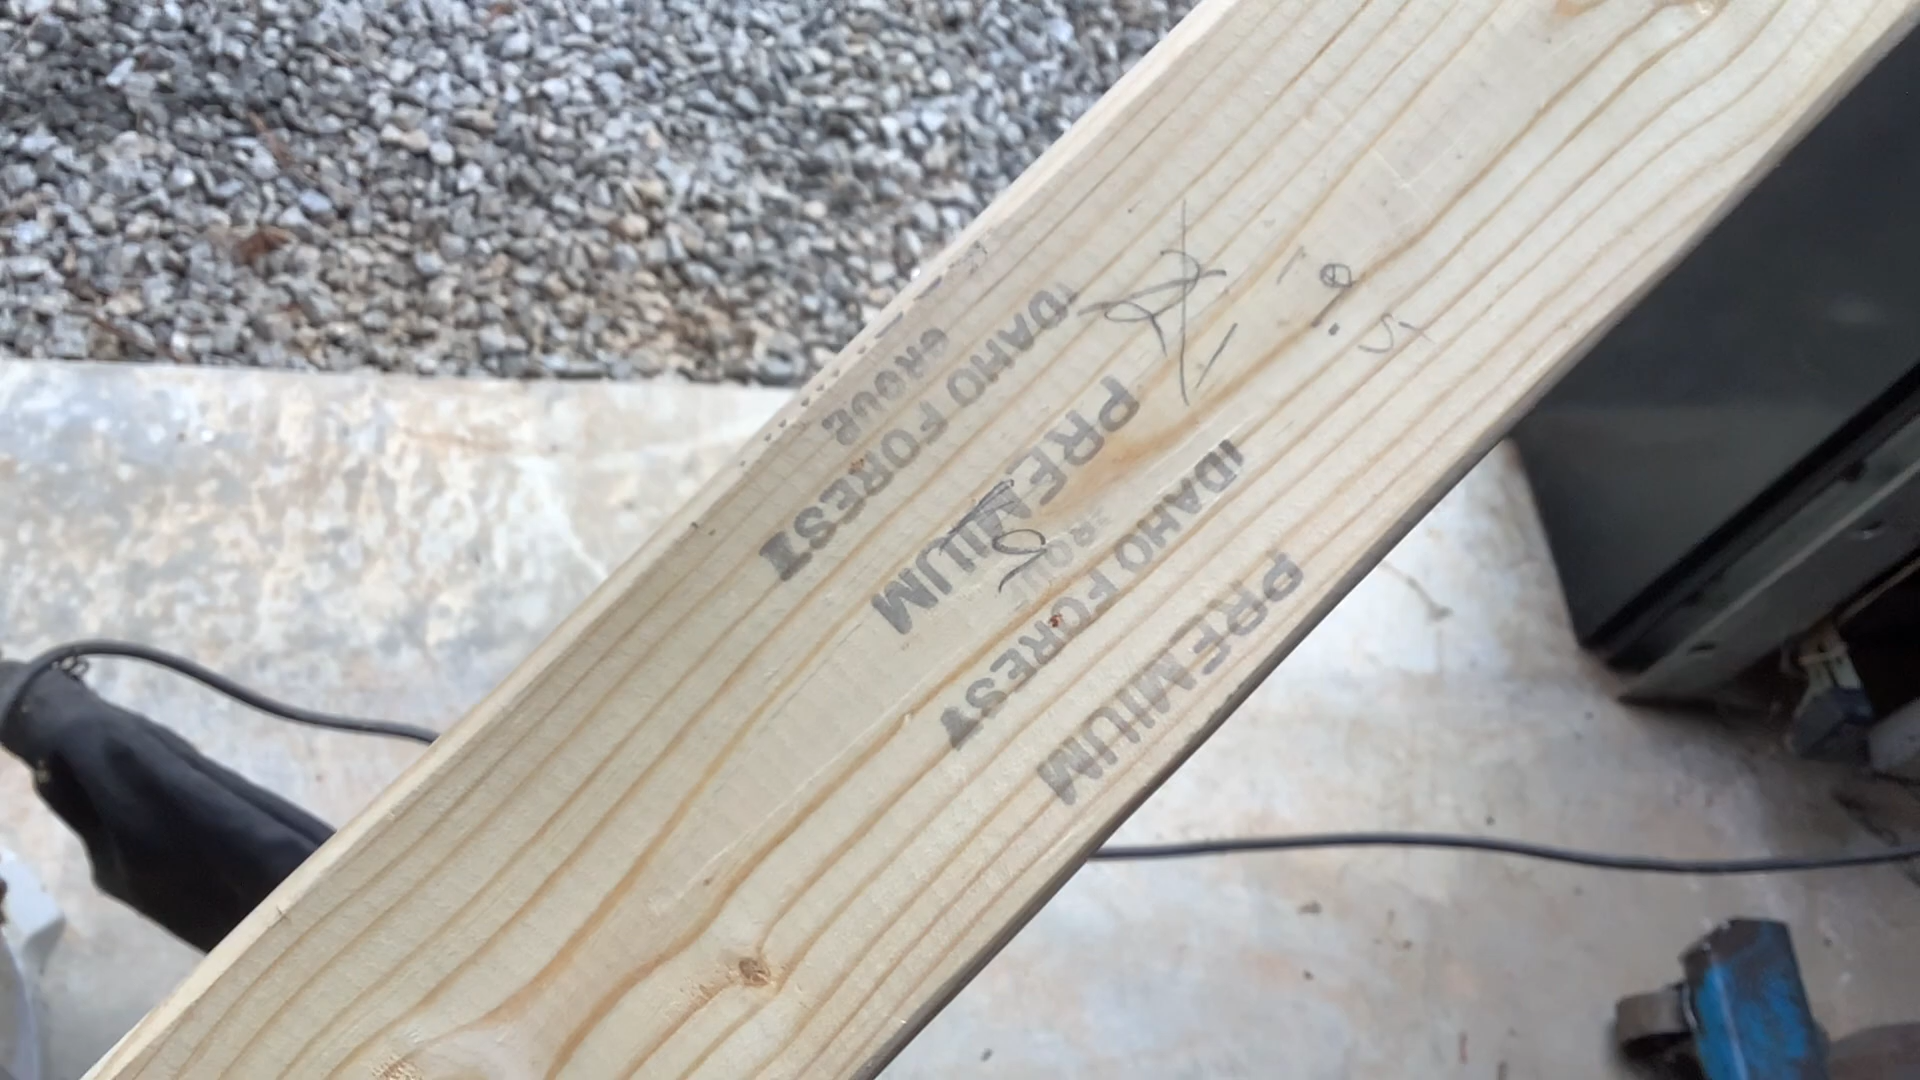 IDAHO FOREST
GROUP
PREMIUM
IDAHO FOREST
GROUP
PREMIUM